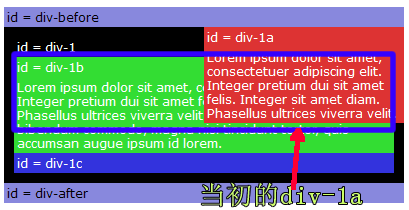 id = div-before
id = div-1
id = div-1a
id = div-1b
Lorem ipsum dolor sit amet,
consectetuer adipiscing elit.
Integer pretium dui sit amet
felis. Integer sit amet diam.
Phasellus ultrices viverra velit
Lorem ipsum dolor sit amet, co
Integer pretium dui sit amet f
Phasellus ultrices viverra velit
accumsan augue ipsum id lorem.
id = div-1c
id = div-after
当初的div-1a